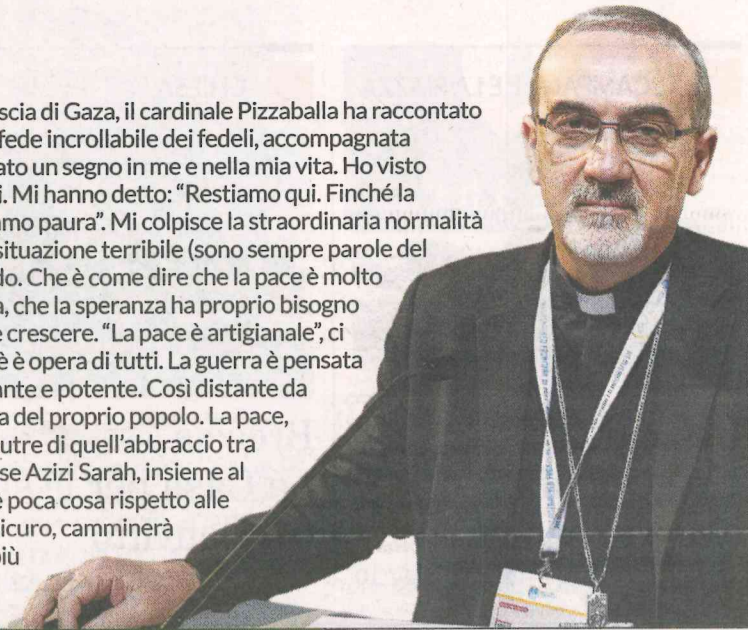 scia di Gaza, il cardinale Pizzaballa ha raccontato
fede incrollabile dei fedeli, accompagnata
ato un segno in me e nella mia vita. Ho visto
i. Mi hanno detto: “Restiamo qui. Finché la
amo paura”. Mi colpisce la straordinaria normalità
situazione terribile (sono sempre parole del
do. Che è come dire che la pace è molto
a, che la speranza ha proprio bisogno
e crescere. “La pace è artigianale”, ci
è è opera di tutti. La guerra è pensata
ante e potente. Così distante da
a del proprio popolo. La pace,
utre di quell’abbraccio tra
se Azizi Sarah, insieme al
e poca cosa rispetto alle
sicuro, camminerà
più